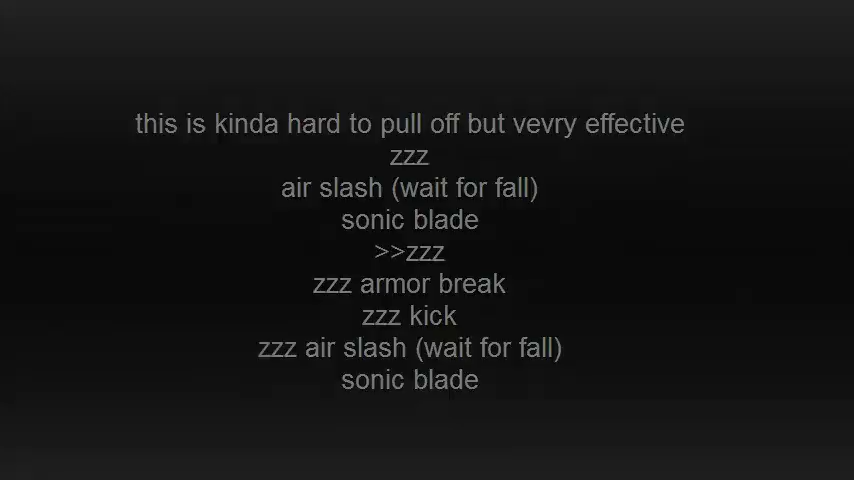 this is kinda hard to pull off but vevry effective
zzz
air slash (wait for fall)
sonic blade
>>zzz
zzz armor break
zzz kick
zzz air slash (wait for fall)
sonic blade